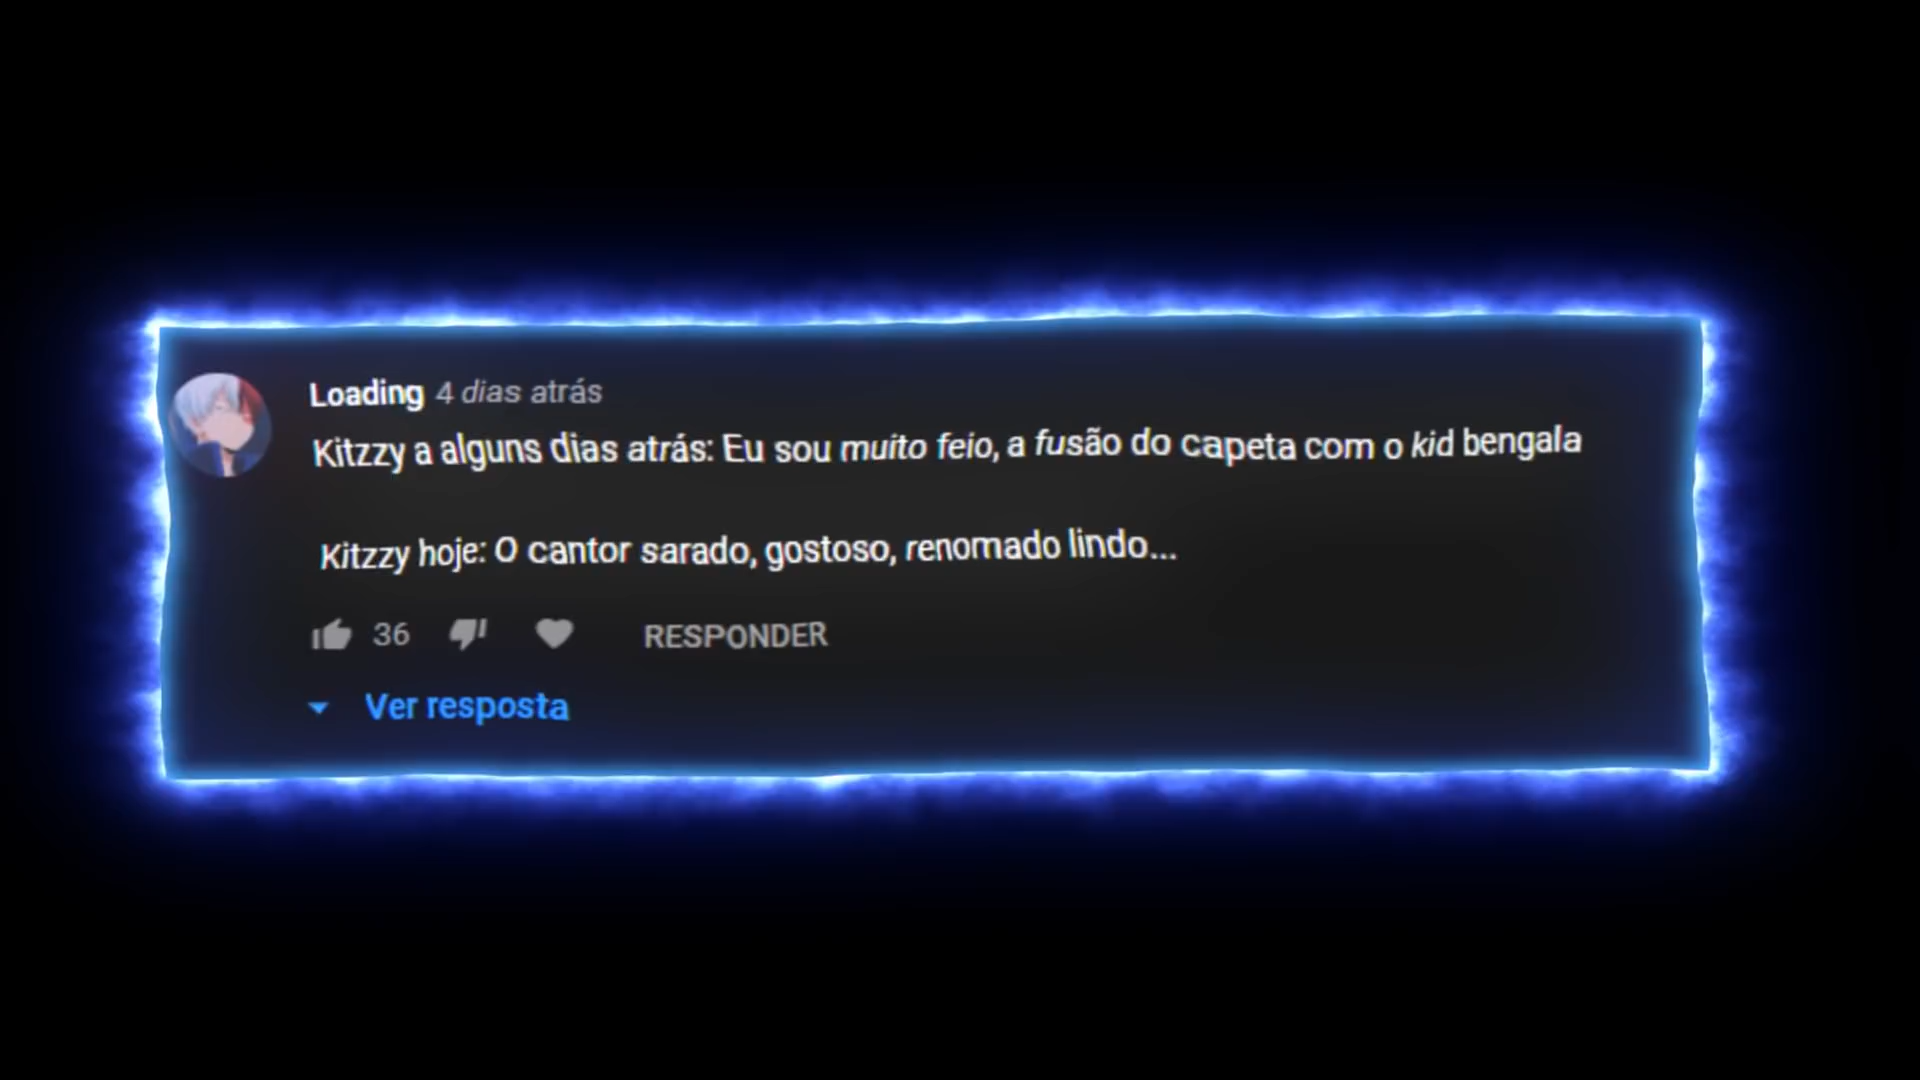 Loading 4 dias atrás
Kitzzy a alguns dias atrás: Eu sou muito feio, a fusão do capeta com o kid bengala
Kitzzy hoje: O cantor sarado, gostoso, renomado lindo...
36 RESPONDER
Ver resposta